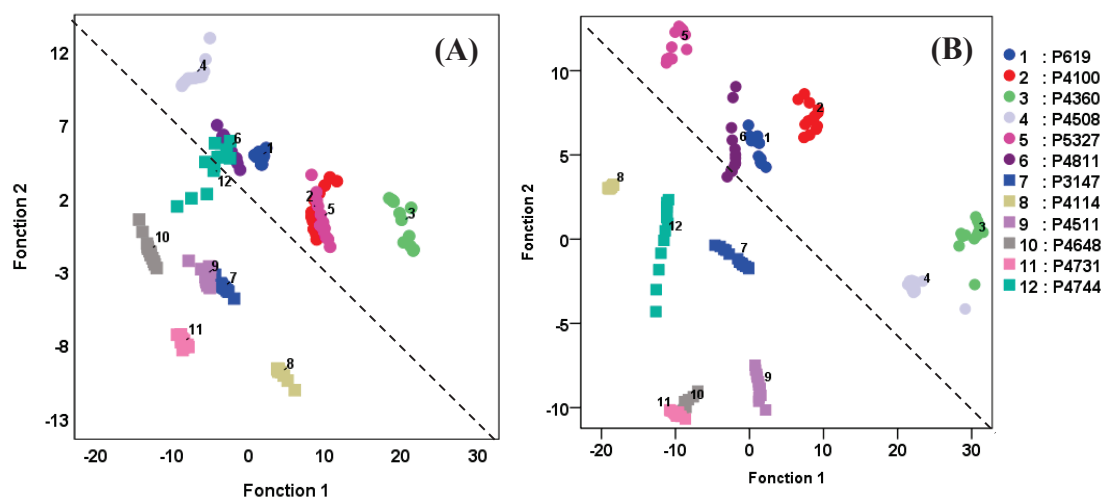 (A)
12
7
2
-3
-8
-13
Fonction 2
-20
-10
0
10
20
30
Fonction 1
4
6
1
12
2
5
3
10
9
7
11
8
(B)
10
5
0
-5
-10
Fonction 2
-20
-10
0
10
20
30
Fonction 1
5
2
6
1
8
12
7
3
4
9
10
11
1 : P619
2 : P4100
3 : P4360
4 : P4508
5 : P5327
6 : P4811
7 : P3147
8 : P4114
9 : P4511
10 : P4648
11 : P4731
12 : P4744